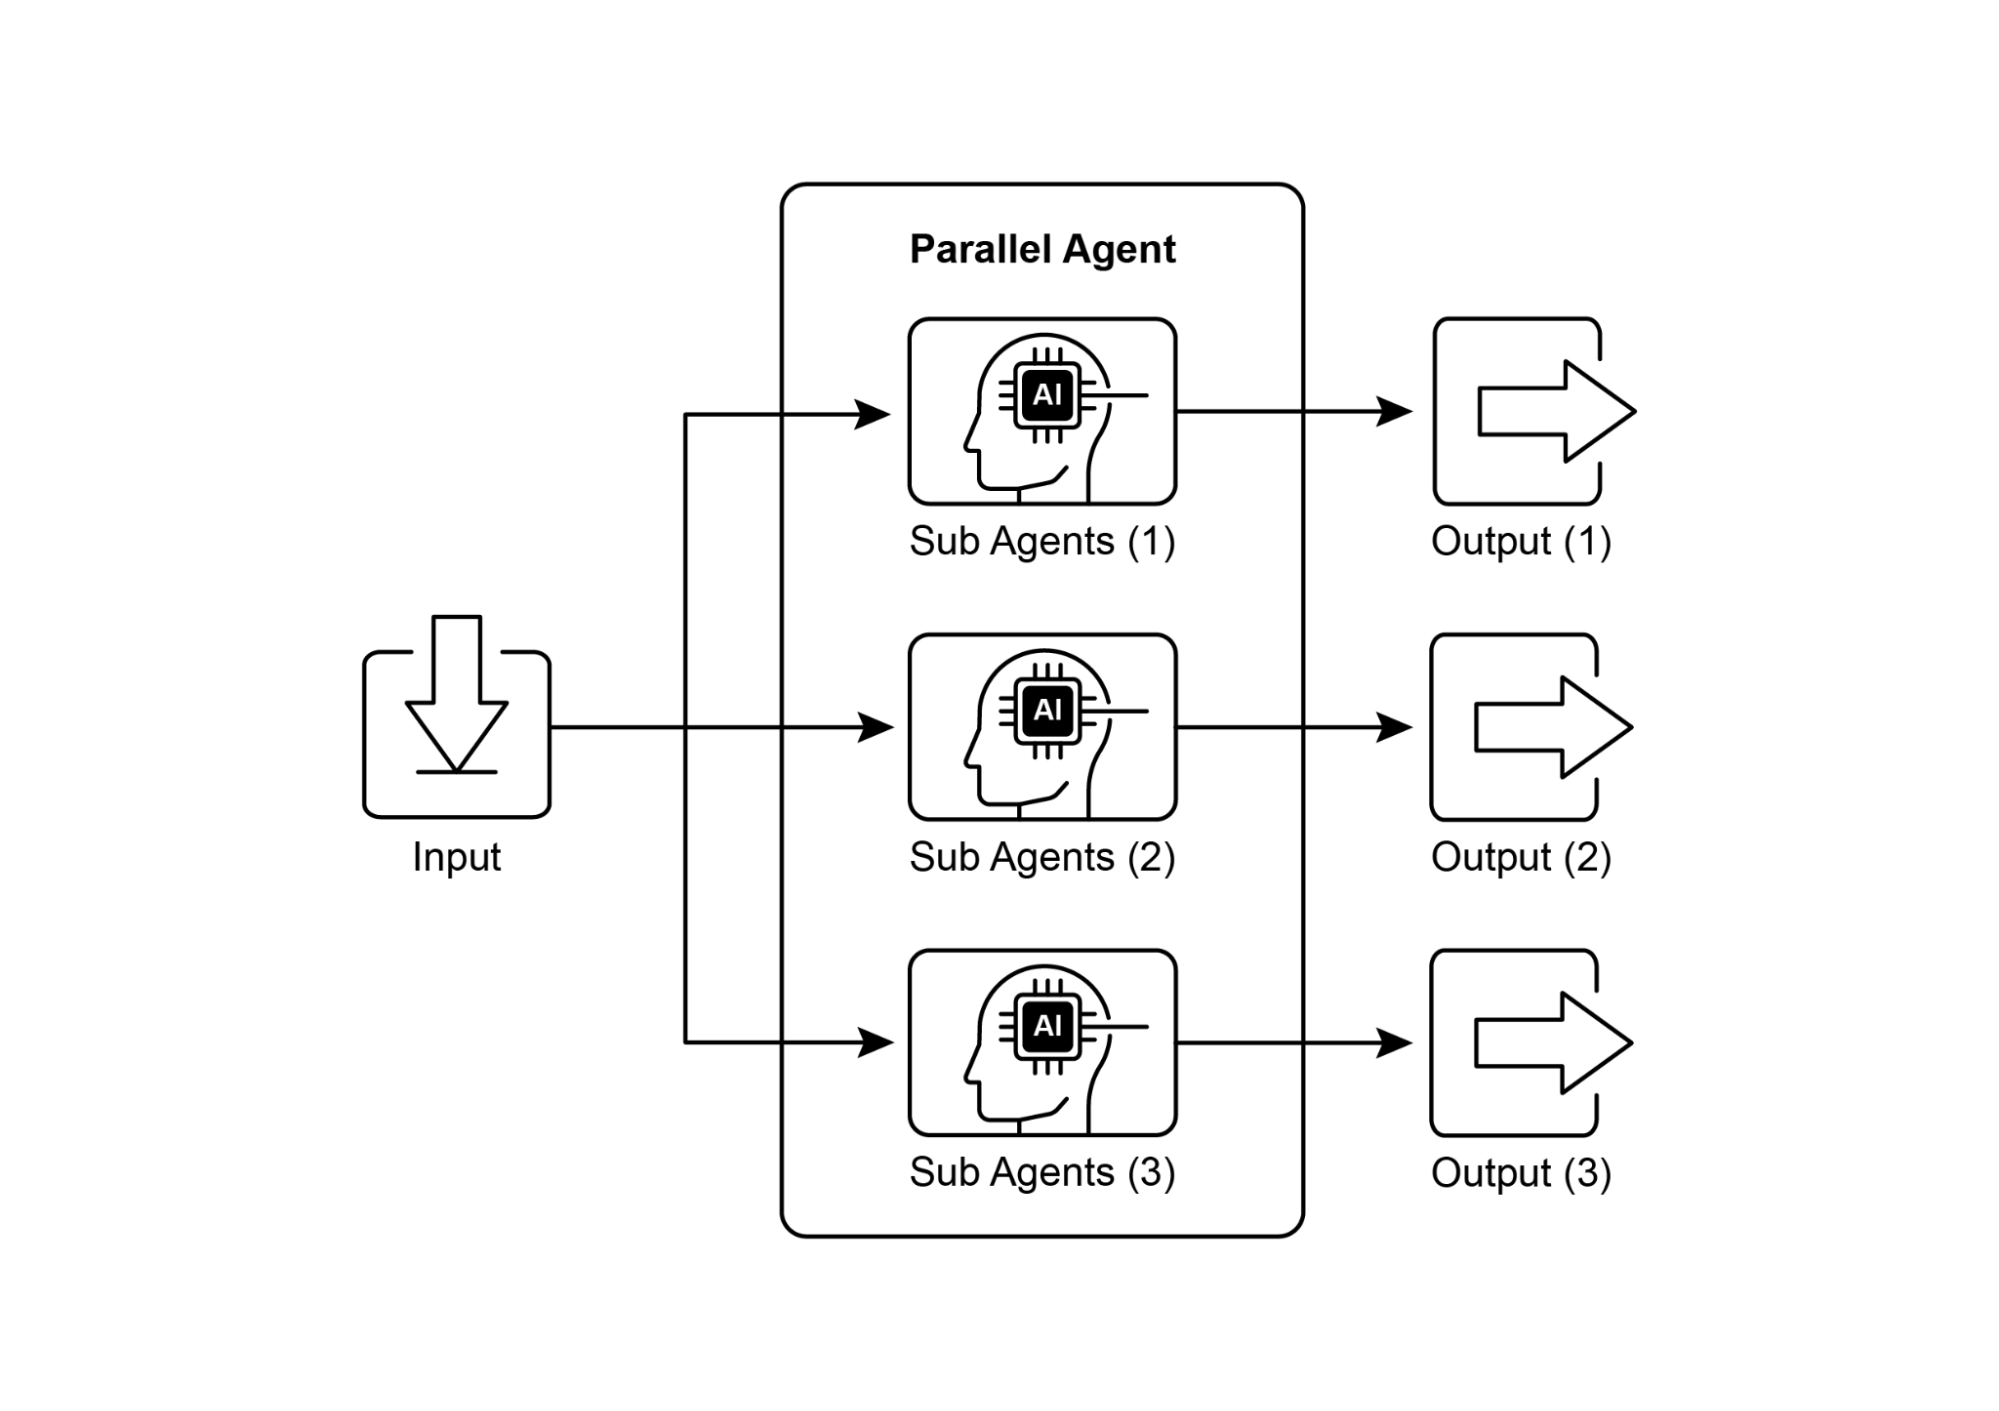 Parallel Agent
AI
Sub Agents (1)
Output (1)
AI
Input
Sub Agents (2)
Output (2)
AI
Sub Agents (3)
Output (3)